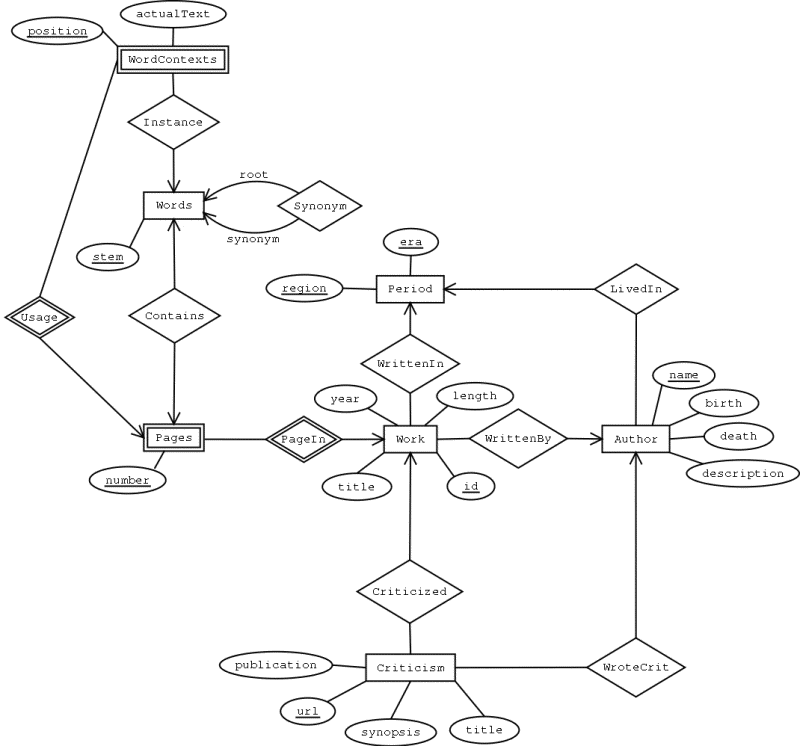 actualText
position
WordContexts
Instance
root
Words
Synonym
synonym
era
stem
region
Period
LivedIn
Usage
Contains
WrittenIn
name
year
length
birth
Pages
PageIn
Work
WrittenBy
Author
death
description
number
title
id
Criticized
publication
Criticism
WroteCrit
url
synopsis
title